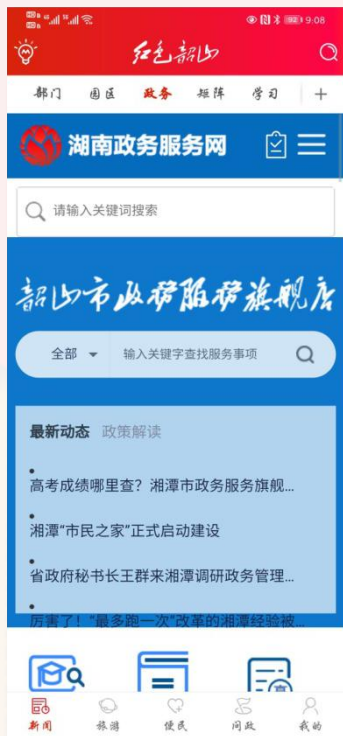 9:08
红色韶山
部门 园区 政务 矩阵 学习 +
湖南政务服务网
请输入关键词搜索
韶山市政务服务旗舰店
全部 输入关键字查找服务事项
最新动态 政策解读
高考成绩哪里查？湘潭市政务服务旗舰...
湘潭“市民之家”正式启动建设
省政府秘书长王群来湘潭调研政务管理...
厉害了！“最多跑一次”改革的湘潭经验被...
新闻 旅游 便民 问政 我的